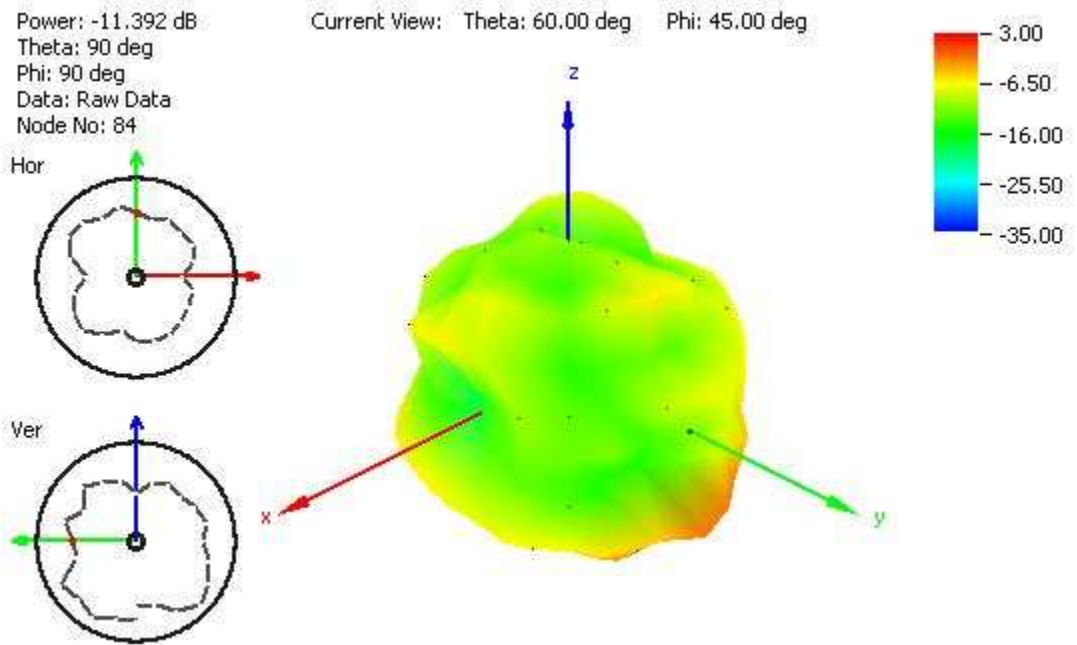 Power: -11.392 dB
Theta: 90 deg
Phi: 90 deg
Data: Raw Data
Node No: 84
Current View: Theta: 60.00 deg Phi: 45.00 deg
3.00
-6.50
-16.00
-25.50
-35.00
Hor
z
Ver
x
y